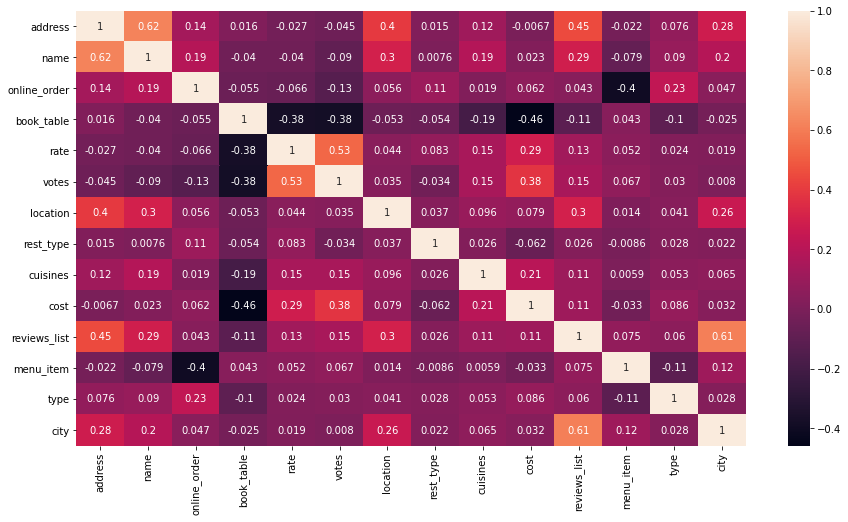 address 1 0.62 0.14 0.016 -0.027 -0.045 0.4 0.015 0.12 -0.0067 0.45 -0.022 0.076 0.28
name 0.62 1 0.19 -0.04 -0.04 -0.09 0.3 0.0076 0.19 0.023 0.29 -0.079 0.09 0.2
online_order 0.14 0.19 1 -0.055 -0.066 -0.13 0.056 0.11 0.019 0.062 0.043 -0.4 0.23 0.047
book_table 0.016 -0.04 -0.055 1 -0.38 -0.38 -0.053 -0.054 -0.19 -0.46 -0.11 0.043 -0.1 -0.025
rate -0.027 -0.04 -0.066 -0.38 1 0.53 0.044 0.083 0.15 0.29 0.13 0.052 0.024 0.019
votes -0.045 -0.09 -0.13 -0.38 0.53 1 0.035 -0.034 0.15 0.38 0.15 0.067 0.03 0.008
location 0.4 0.3 0.056 -0.053 0.044 0.035 1 0.037 0.096 0.079 0.3 0.014 0.041 0.26
rest_type 0.015 0.0076 0.11 -0.054 0.083 -0.034 0.037 1 0.026 -0.062 0.026 -0.0086 0.028 0.022
cuisines 0.12 0.19 0.019 -0.19 0.15 0.15 0.096 0.026 1 0.21 0.11 0.0059 0.053 0.065
cost -0.0067 0.023 0.062 -0.46 0.29 0.38 0.079 -0.062 0.21 1 0.11 -0.033 0.086 0.032
reviews_list 0.45 0.29 0.043 -0.11 0.13 0.15 0.3 0.026 0.11 0.11 1 0.075 0.06 0.61
menu_item -0.022 -0.079 -0.4 0.043 0.052 0.067 0.014 -0.0086 0.0059 -0.033 0.075 1 -0.11 0.12
type 0.076 0.09 0.23 -0.1 0.024 0.03 0.041 0.028 0.053 0.086 0.06 -0.11 1 0.028
city 0.28 0.2 0.047 -0.025 0.019 0.008 0.26 0.022 0.065 0.032 0.61 0.12 0.028 1
address name online_order book_table rate votes location rest_type cuisines cost reviews_list menu_item type city
1.0
0.8
0.6
0.4
0.2
0.0
−0.2
−0.4